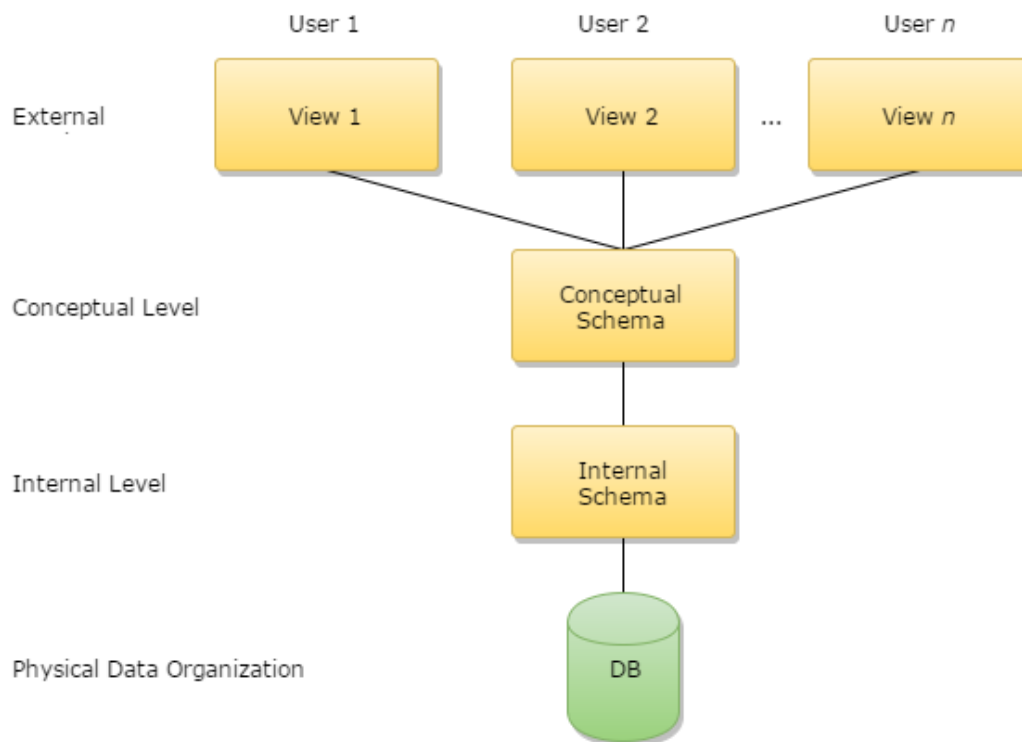 User 1 User 2 User n
External View 1 View 2 ... View n
Conceptual Level
Conceptual
Schema
Internal Level
Internal
Schema
Physical Data Organization DB